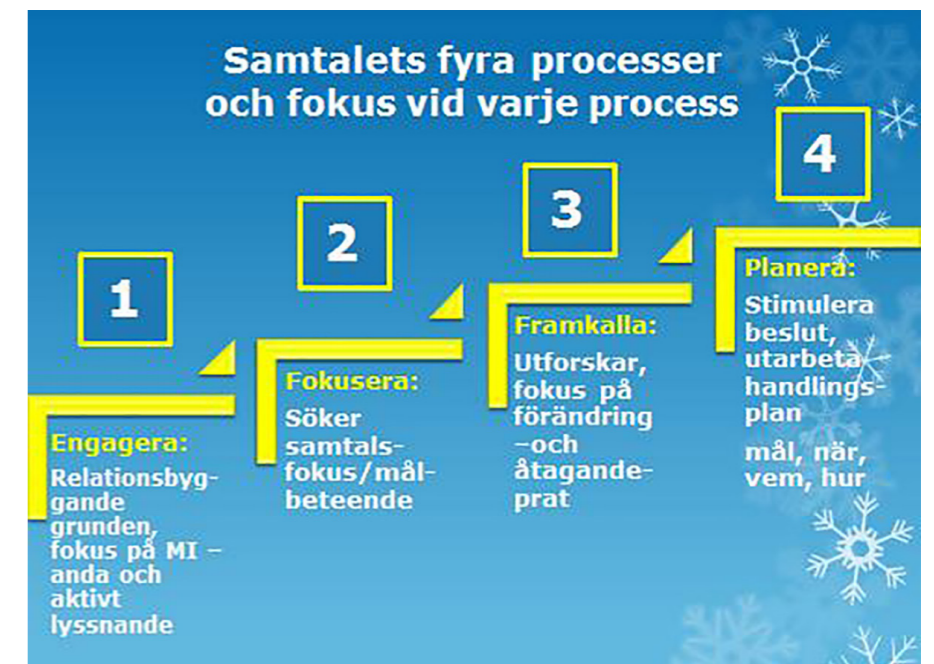 Samtalets fyra processer
och fokus vid varje process
1
Engagera:
Relationsbyg-
gande
grunden,
fokus på MI –
anda och
aktivt
lyssnande
2
Fokusera:
Söker
samtals-
fokus/mål-
beteende
3
Framkalla:
Utforskar,
fokus på
förändring
–och
åtagande-
prat
4
Planera:
Stimulera
beslut,
utarbeta
handlings-
plan
mål, när,
vem, hur